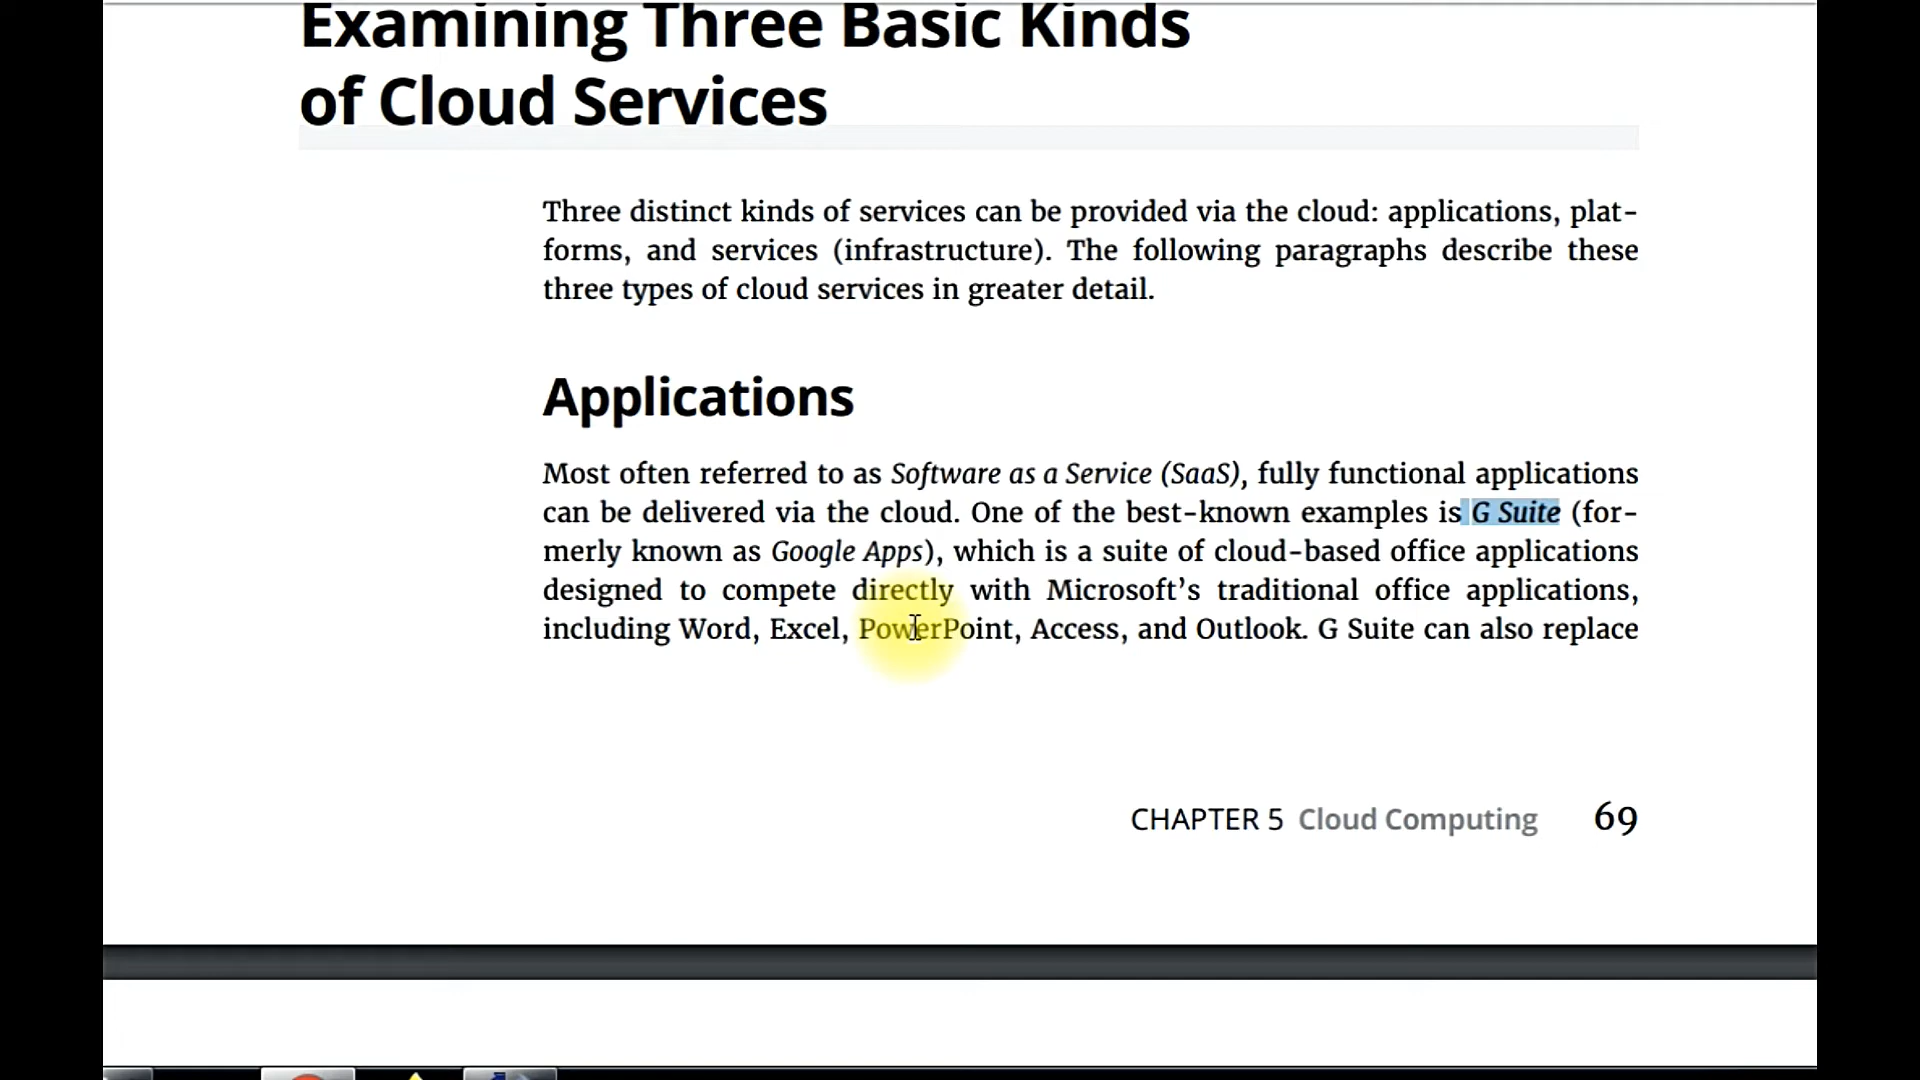 Examining Three Basic Kinds
of Cloud Services
Three distinct kinds of services can be provided via the cloud: applications, plat-
forms, and services (infrastructure). The following paragraphs describe these
three types of cloud services in greater detail.
Applications
Most often referred to as Software as a Service (SaaS), fully functional applications
can be delivered via the cloud. One of the best-known examples is G Suite (for-
merly known as Google Apps), which is a suite of cloud-based office applications
designed to compete directly with Microsoft’s traditional office applications,
including Word, Excel, PowerPoint, Access, and Outlook. G Suite can also replace
CHAPTER 5 Cloud Computing 69